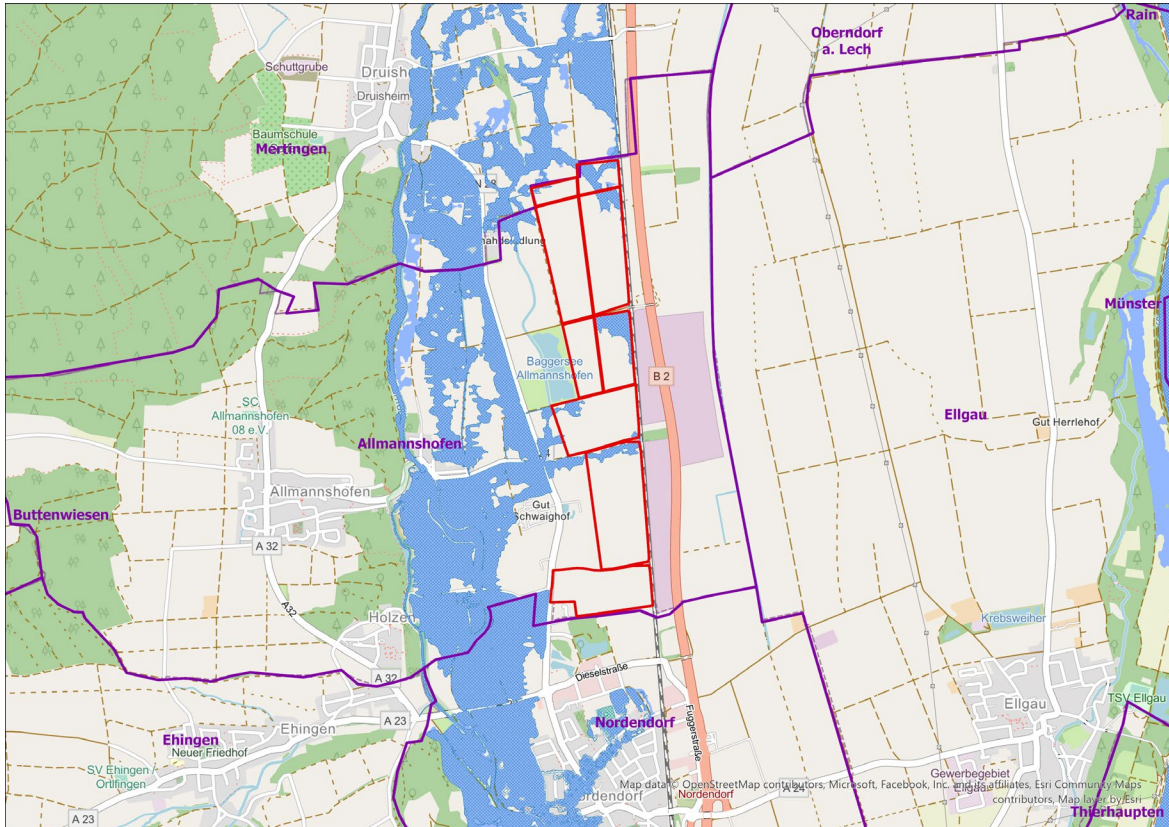 Rain
Oberndorf
a. Lech
Schuttgrube
Druishe
Druisheim
Baumschule
Mertingen
Münster
Baggersee
Allmannshofen
B 2
SC
Allmannshofen
08 e.V.
Ellgau
Gut Herrlehof
Allmannshofen
Allmannshofen
Buttenwiesen
Gut
Schwaighof
A 32
A32
Holzen
Krebsweiher
Dieselstraße
A 32
TSV Ellgau
Ellgau
A 23
Nordendorf
Ehingen
Ehingen
Neuer Friedhof
Fuggerstraße
SV Ehingen
Ortlfingen
Gewerbegebiet
Ellgau
Map data © OpenStreetMap contributors, Microsoft, Facebook, Inc. and its affiliates, Esri Community Maps
contributors, Map layer by Esri
Nordendorf
ordendorf
A 24
A 23
Thierhaupten